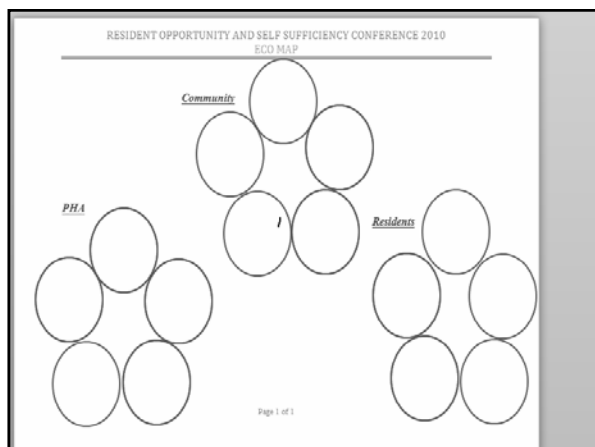 RESIDENT OPPORTUNITY AND SELF SUFFICIENCY CONFERENCE 2010
ECO MAP
Community
PHA
Residents
Page 1 of 1